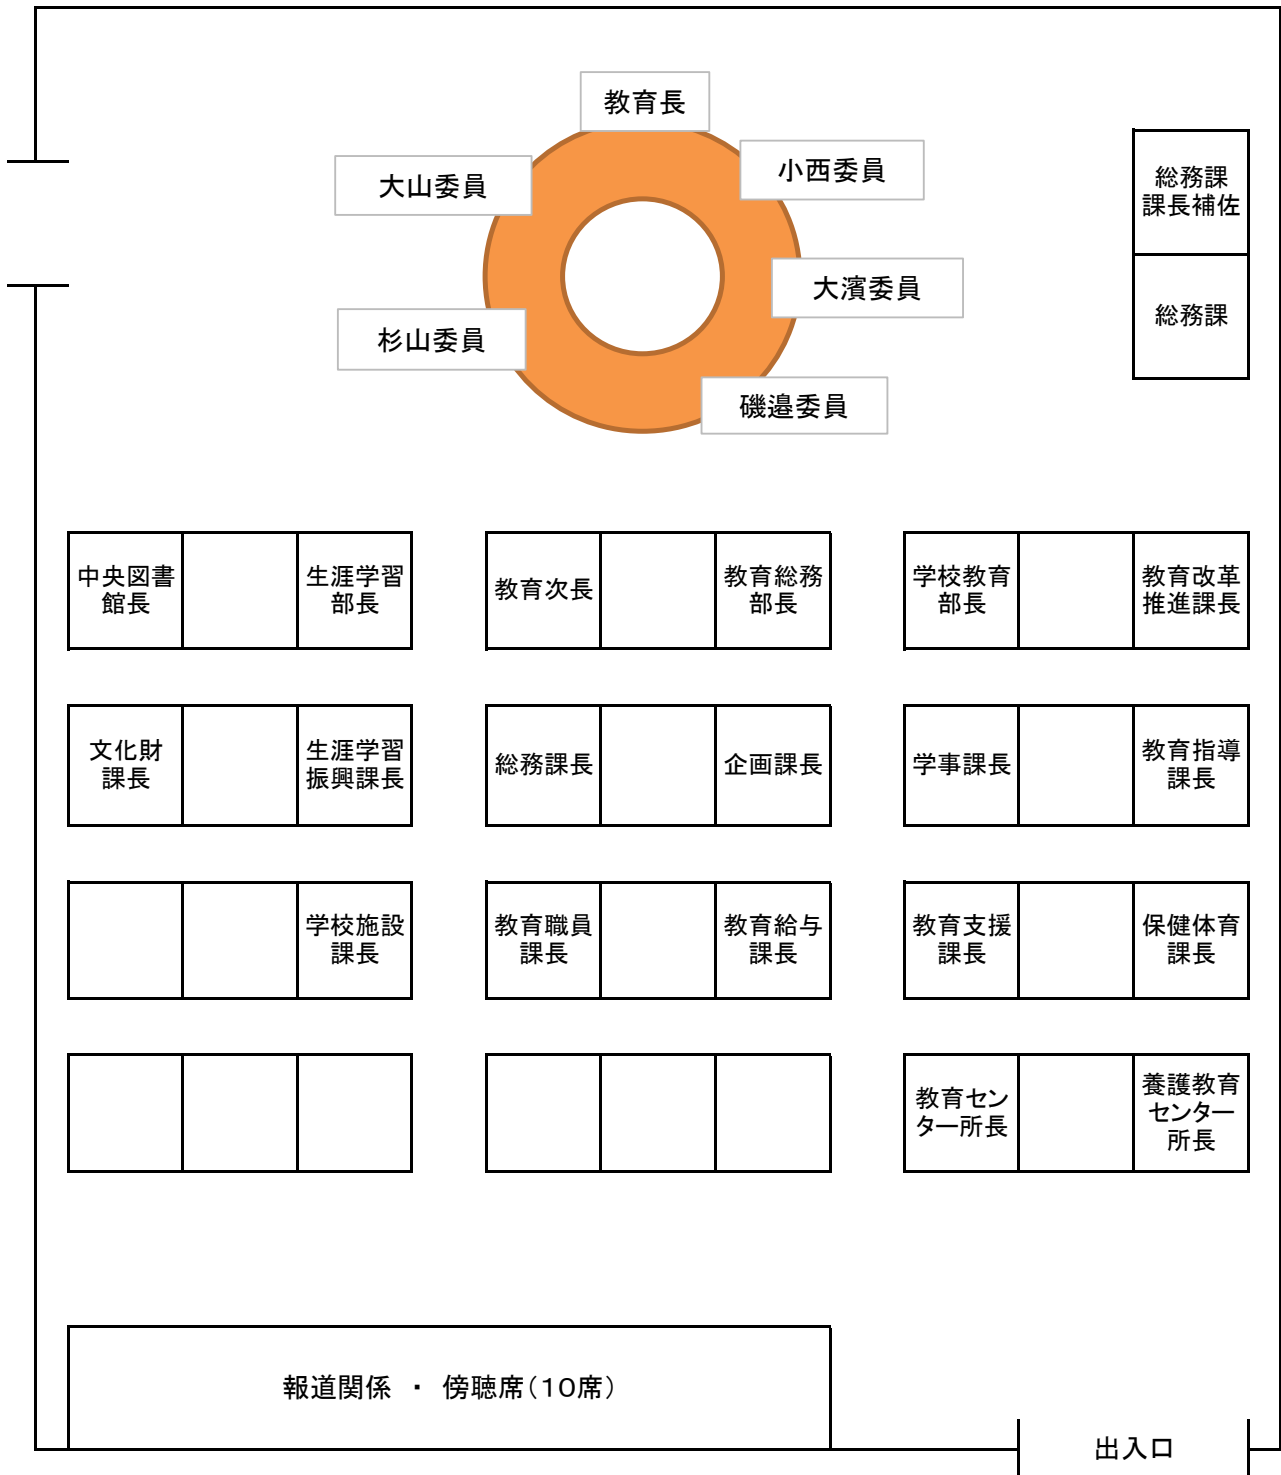 教育長
大山委員
小西委員
大濱委員
杉山委員
磯邉委員
総務課
課長補佐
総務課
中央図書
館長
生涯学習
部長
教育次長
教育総務
部長
学校教育
部長
教育改革
推進課長
文化財
課長
生涯学習
振興課長
総務課長
企画課長
学事課長
教育指導
課長
学校施設
課長
教育職員
課長
教育給与
課長
教育支援
課長
保健体育
課長
教育セン
ター所長
養護教育
センター
所長
報道関係 ・ 傍聴席(10席)
出入口